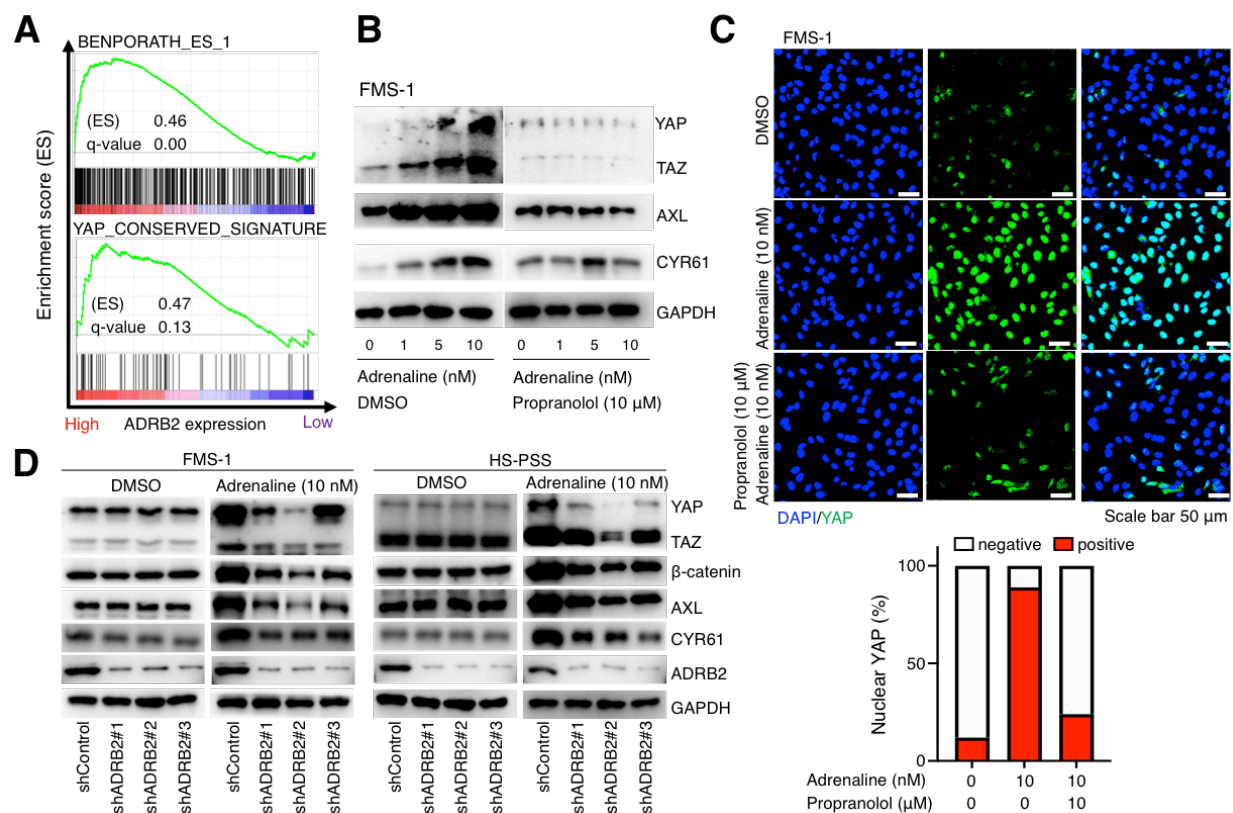 A
BENPORATH_ES_1
(ES) 0.46
q-value 0.00
YAP_CONSERVED_SIGNATURE
(ES) 0.47
q-value 0.13
Enrichment score (ES)
High ADRB2 expression Low
B
FMS-1
YAP
TAZ
AXL
CYR61
GAPDH
0 1 5 10 0 1 5 10
Adrenaline (nM) Adrenaline (nM)
DMSO Propranolol (10 μM)
C
FMS-1
DMSO
Adrenaline (10 nM)
Propranolol (10 μM)
Adrenaline (10 nM)
DAPI/YAP Scale bar 50 μm
negative positive
100
50
0
Nuclear YAP (%)
Adrenaline (nM) 0 10 10
Propranolol (μM) 0 0 10
D
FMS-1 HS-PSS
DMSO Adrenaline (10 nM) DMSO Adrenaline (10 nM)
YAP
TAZ
β-catenin
AXL
CYR61
ADRB2
GAPDH
shControl shADRB2#1 shADRB2#2 shADRB2#3 shControl shADRB2#1 shADRB2#2 shADRB2#3 shControl shADRB2#1 shADRB2#2 shADRB2#3 shControl shADRB2#1 shADRB2#2 shADRB2#3